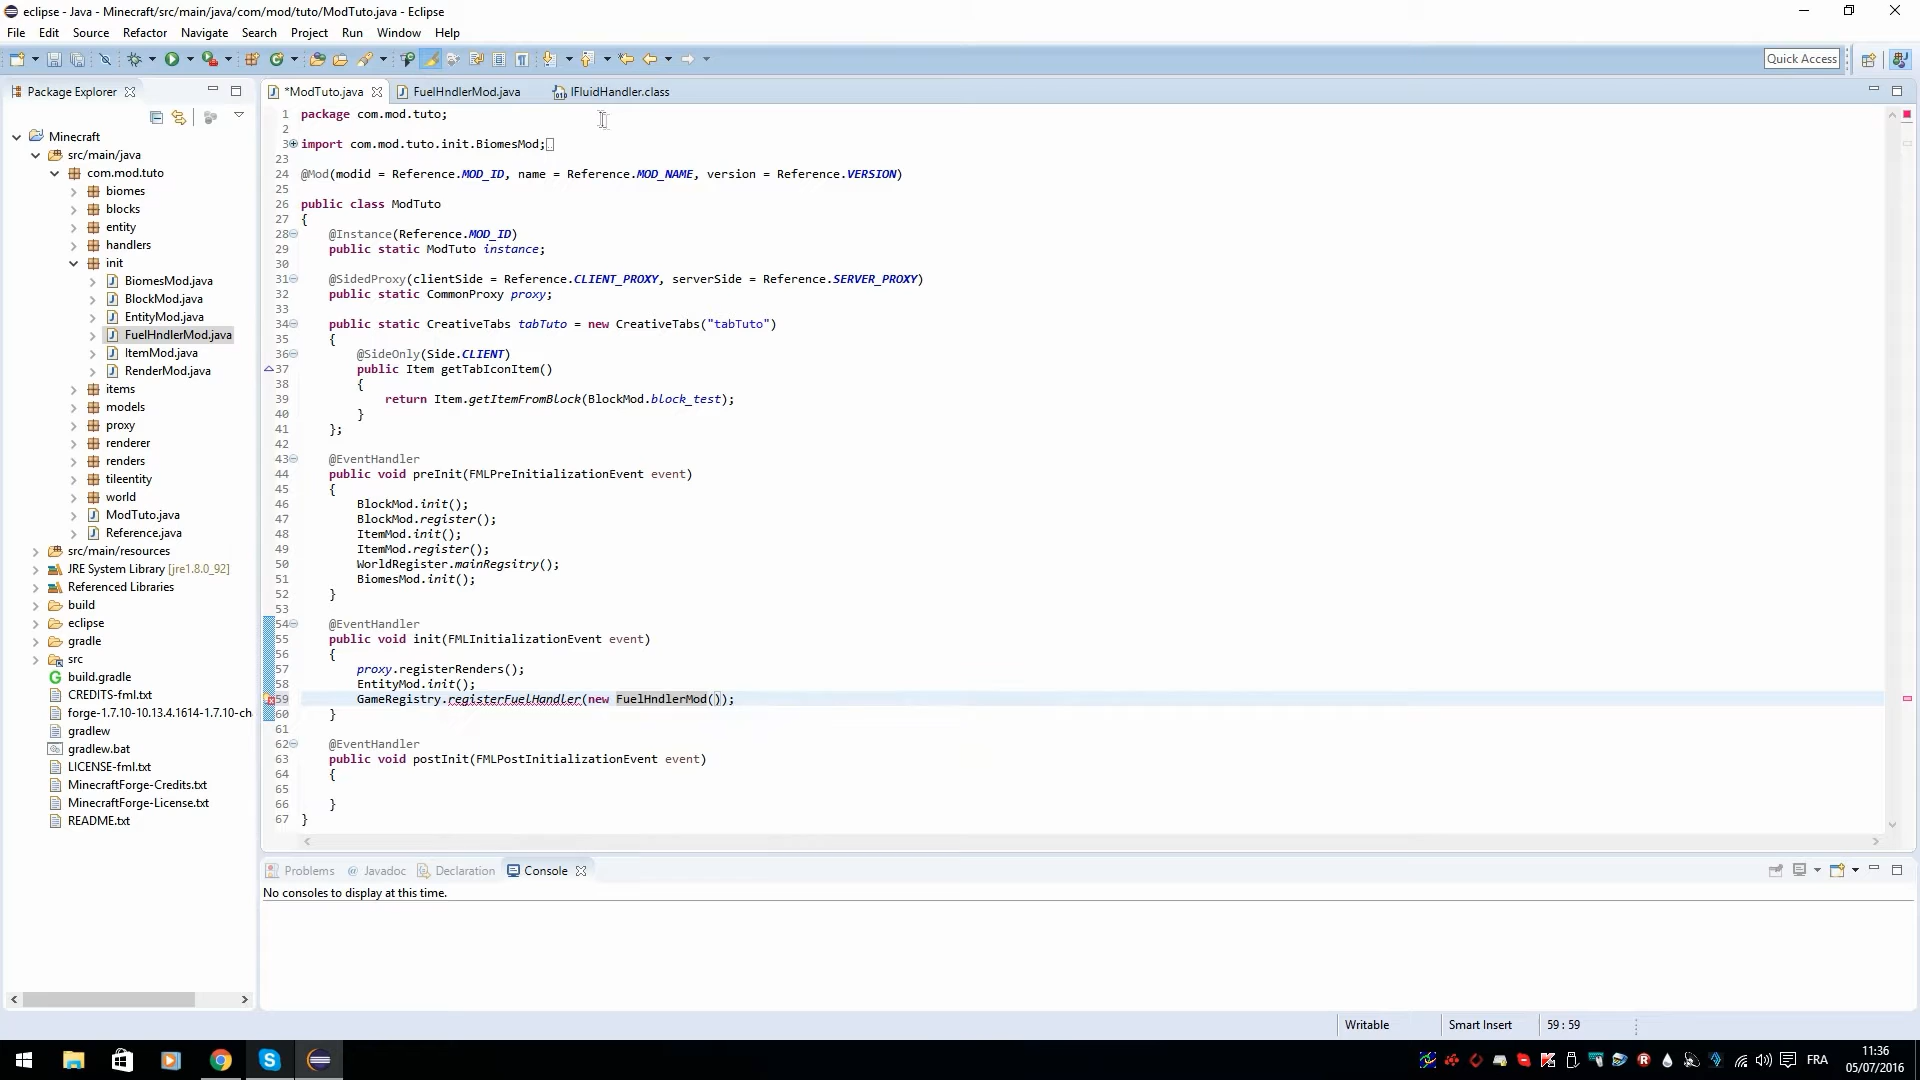 eclipse - Java - Minecraft/src/main/java/com/mod/tuto/ModTuto.java - Eclipse
File Edit Source Refactor Navigate Search Project Run Window Help
Quick Access
Package Explorer
*ModTuto.java FuelHndlerMod.java IFluidHandler.class
Minecraft
src/main/java
com.mod.tuto
biomes
blocks
entity
handlers
init
BiomesMod.java
BlockMod.java
EntityMod.java
FuelHndlerMod.java
ItemMod.java
RenderMod.java
items
models
proxy
renderer
renders
tileentity
world
ModTuto.java
Reference.java
src/main/resources
JRE System Library [jre1.8.0_92]
Referenced Libraries
build
eclipse
gradle
src
build.gradle
CREDITS-fml.txt
forge-1.7.10-10.13.4.1614-1.7.10-ch
gradlew
gradlew.bat
LICENSE-fml.txt
MinecraftForge-Credits.txt
MinecraftForge-License.txt
README.txt
1 package com.mod.tuto;
2
3 import com.mod.tuto.init.BiomesMod;
23
24 @Mod(modid = Reference.MOD_ID, name = Reference.MOD_NAME, version = Reference.VERSION)
25
26 public class ModTuto
27 {
28 @Instance(Reference.MOD_ID)
29 public static ModTuto instance;
30
31 @SidedProxy(clientSide = Reference.CLIENT_PROXY, serverSide = Reference.SERVER_PROXY)
32 public static CommonProxy proxy;
33
34 public static CreativeTabs tabTuto = new CreativeTabs("tabTuto")
35 {
36 @SideOnly(Side.CLIENT)
37 public Item getTabIconItem()
38 {
39 return Item.getItemFromBlock(BlockMod.block_test);
40 }
41 };
42
43 @EventHandler
44 public void preInit(FMLPreInitializationEvent event)
45 {
46 BlockMod.init();
47 BlockMod.register();
48 ItemMod.init();
49 ItemMod.register();
50 WorldRegister.mainRegsitry();
51 BiomesMod.init();
52 }
53
54 @EventHandler
55 public void init(FMLInitializationEvent event)
56 {
57 proxy.registerRenders();
58 EntityMod.init();
59 GameRegistry.registerFuelHandler(new FuelHndlerMod());
60 }
61
62 @EventHandler
63 public void postInit(FMLPostInitializationEvent event)
64 {
65
66 }
67 }
Problems @ Javadoc Declaration Console
No consoles to display at this time.
Writable Smart Insert 59 : 59
FRA
11:36
05/07/2016